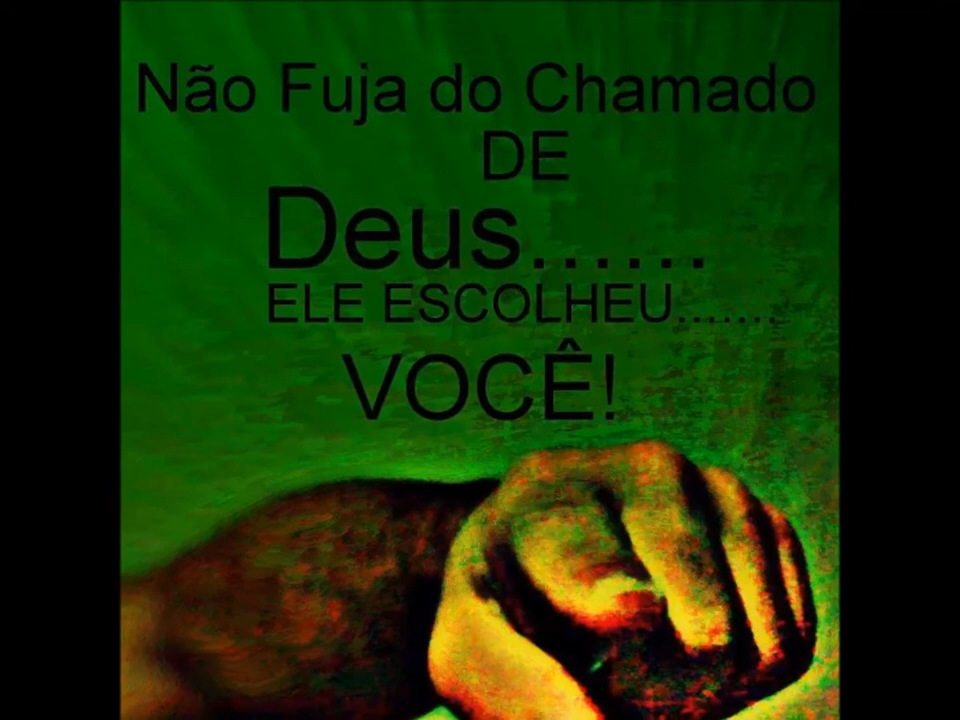 Não Fuja do Chamado
DE
Deus......
ELE ESCOLHEU.......
VOCÊ!